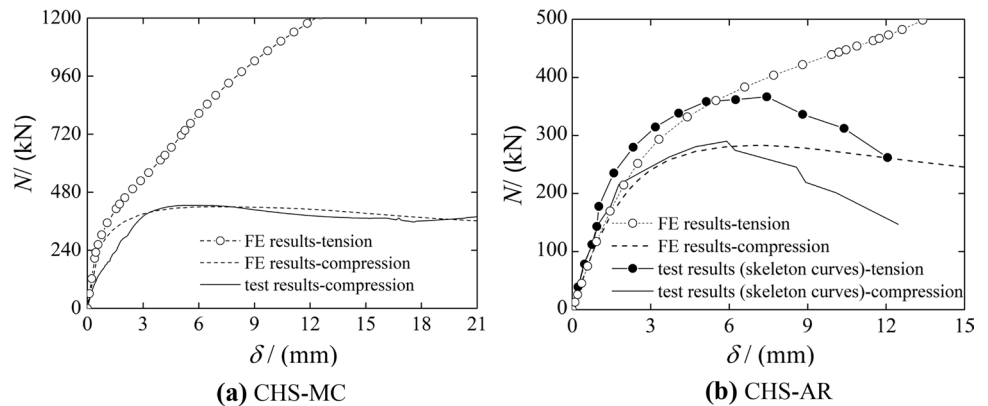 1200
960
720
480
240
0
N/ (kN)
FE results-tension
FE results-compression
test results-compression
0 3 6 9 12 15 18 21
δ / (mm)
(a) CHS-MC
500
400
300
200
100
0
N/ (kN)
FE results-tension
FE results-compression
test results (skeleton curves)-tension
test results (skeleton curves)-compression
0 3 6 9 12 15
δ / (mm)
(b) CHS-AR